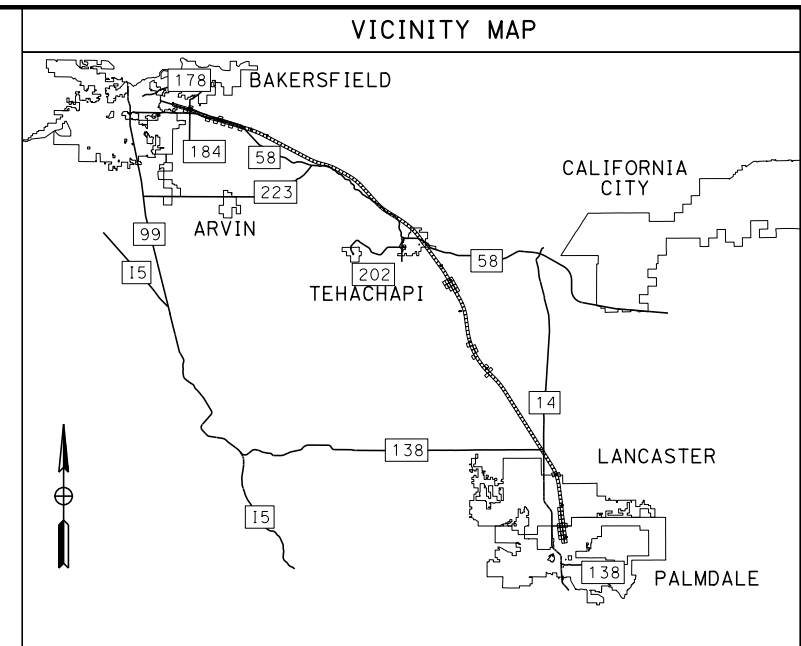 VICINITY MAP
178
BAKERSFIELD
184
58
223
ARVIN
99
I5
CALIFORNIA
CITY
58
202
TEHACHAPI
14
138
LANCASTER
I5
138
PALMDALE